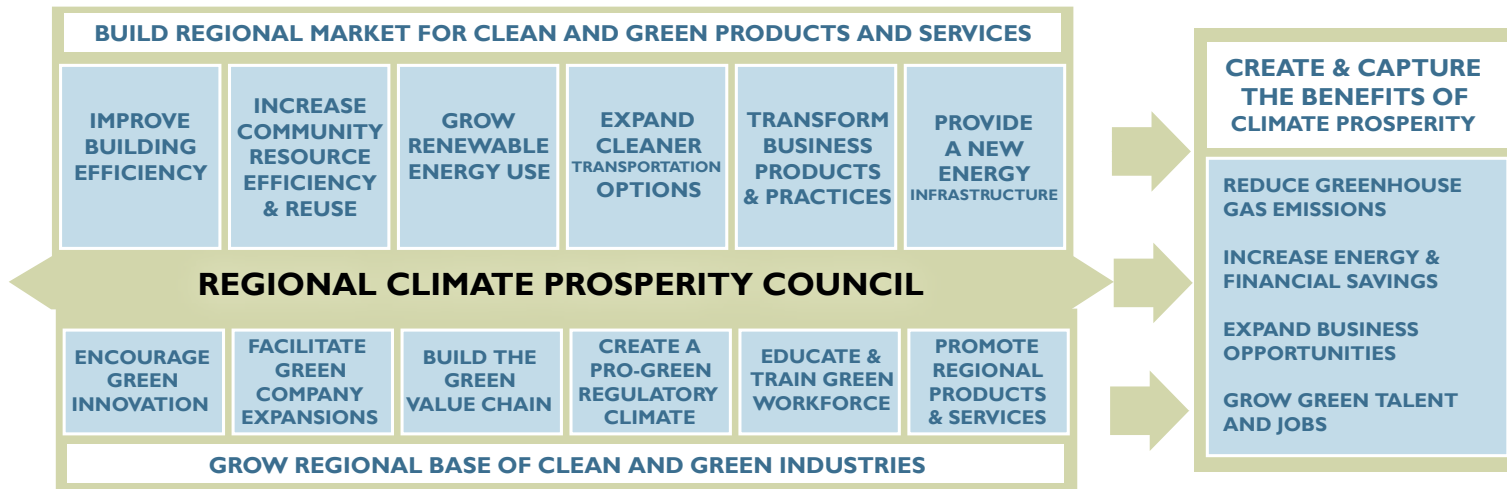 BUILD REGIONAL MARKET FOR CLEAN AND GREEN PRODUCTS AND SERVICES
IMPROVE
BUILDING
EFFICIENCY
INCREASE
COMMUNITY
RESOURCE
EFFICIENCY
& REUSE
GROW
RENEWABLE
ENERGY USE
EXPAND
CLEANER
TRANSPORTATION
OPTIONS
TRANSFORM
BUSINESS
PRODUCTS
& PRACTICES
PROVIDE
A NEW
ENERGY
INFRASTRUCTURE
REGIONAL CLIMATE PROSPERITY COUNCIL
ENCOURAGE
GREEN
INNOVATION
FACILITATE
GREEN
COMPANY
EXPANSIONS
BUILD THE
GREEN
VALUE CHAIN
CREATE A
PRO-GREEN
REGULATORY
CLIMATE
EDUCATE &
TRAIN GREEN
WORKFORCE
PROMOTE
REGIONAL
PRODUCTS
& SERVICES
GROW REGIONAL BASE OF CLEAN AND GREEN INDUSTRIES
CREATE & CAPTURE
THE BENEFITS OF
CLIMATE PROSPERITY
REDUCE GREENHOUSE
GAS EMISSIONS
INCREASE ENERGY &
FINANCIAL SAVINGS
EXPAND BUSINESS
OPPORTUNITIES
GROW GREEN TALENT
AND JOBS